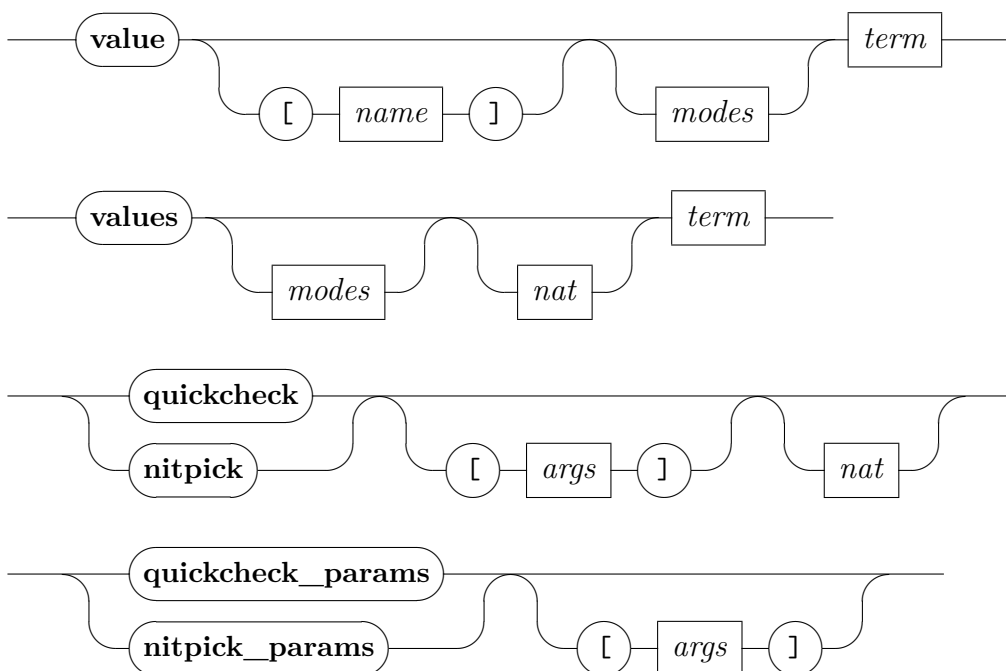 value term
[ name ] modes
values term
modes nat
quickcheck
nitpick [ args ] nat
quickcheck_params
nitpick_params [ args ]